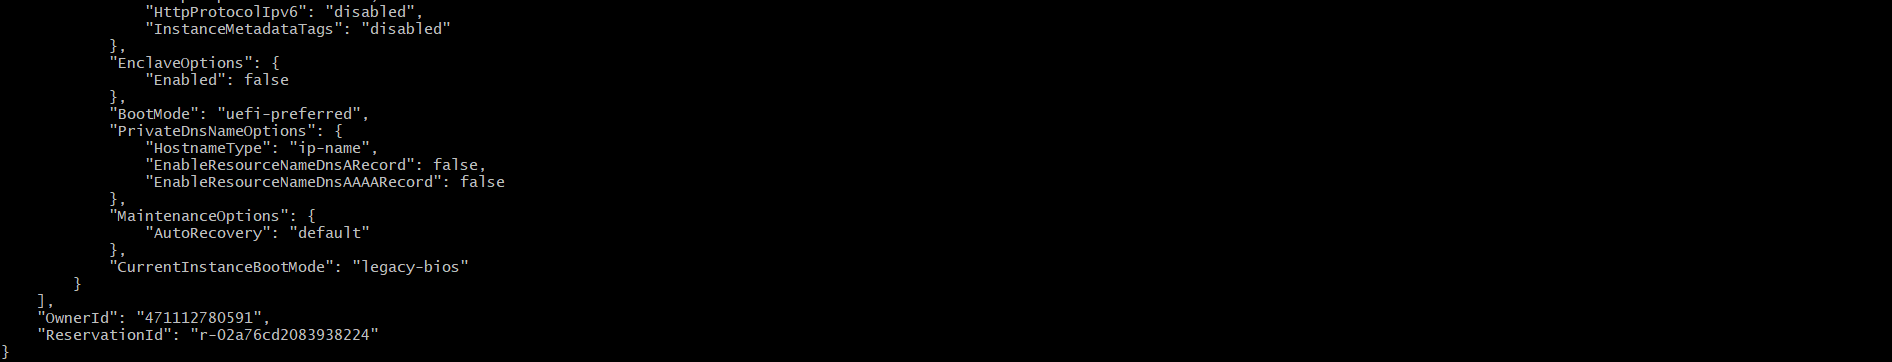 "HttpProtocolIpv6": "disabled",
"InstanceMetadataTags": "disabled"
},
"EnclaveOptions": {
"Enabled": false
},
"BootMode": "uefi-preferred",
"PrivateDnsNameOptions": {
"HostnameType": "ip-name",
"EnableResourceNameDnsARecord": false,
"EnableResourceNameDnsAAAARecord": false
},
"MaintenanceOptions": {
"AutoRecovery": "default"
},
"CurrentInstanceBootMode": "legacy-bios"
}
],
"OwnerId": "471112780591",
"ReservationId": "r-02a76cd2083938224"
}